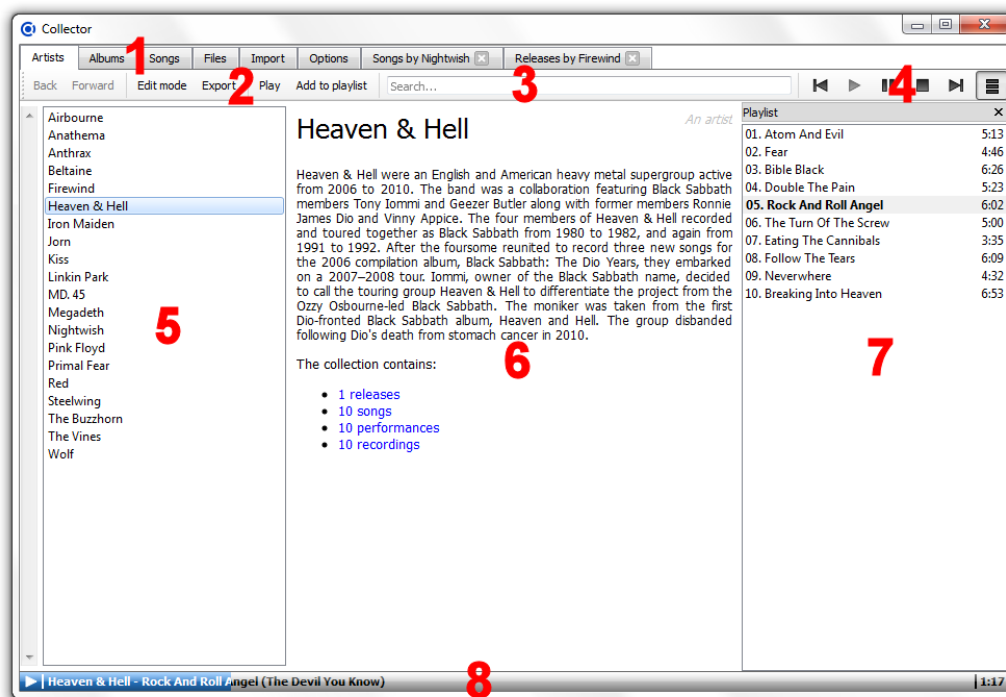 Collector
Artists Albums 1 Songs Files Import Options Songs by Nightwish Releases by Firewind
Back Forward Edit mode Export 2 Play Add to playlist Search... 3 4
Airbourne
Anathema
Anthrax
Beltaine
Firewind
Heaven & Hell
Iron Maiden
Jorn
Kiss
Linkin Park
MD. 45
Megadeth
Nightwish
Pink Floyd
Primal Fear
Red
Steelwing
The Buzzhorn
The Vines
Wolf
5
Heaven & Hell
An artist
Heaven & Hell were an English and American heavy metal supergroup active
from 2006 to 2010. The band was a collaboration featuring Black Sabbath
members Tony Iommi and Geezer Butler along with former members Ronnie
James Dio and Vinny Appice. The four members of Heaven & Hell recorded
and toured together as Black Sabbath from 1980 to 1982, and again from
1991 to 1992. After the foursome reunited to record three new songs for
the 2006 compilation album, Black Sabbath: The Dio Years, they embarked
on a 2007–2008 tour. Iommi, owner of the Black Sabbath name, decided
to call the touring group Heaven & Hell to differentiate the project from the
Ozzy Osbourne-led Black Sabbath. The moniker was taken from the first
Dio-fronted Black Sabbath album, Heaven and Hell. The group disbanded
following Dio's death from stomach cancer in 2010.
6
The collection contains:
• 1 releases
• 10 songs
• 10 performances
• 10 recordings
Playlist
01. Atom And Evil 5:13
02. Fear 4:46
03. Bible Black 6:26
04. Double The Pain 5:23
05. Rock And Roll Angel 6:02
06. The Turn Of The Screw 5:00
07. Eating The Cannibals 3:35
08. Follow The Tears 6:09
09. Neverwhere 4:32
10. Breaking Into Heaven 6:53
7
Heaven & Hell - Rock And Roll Angel (The Devil You Know) 8 1:17